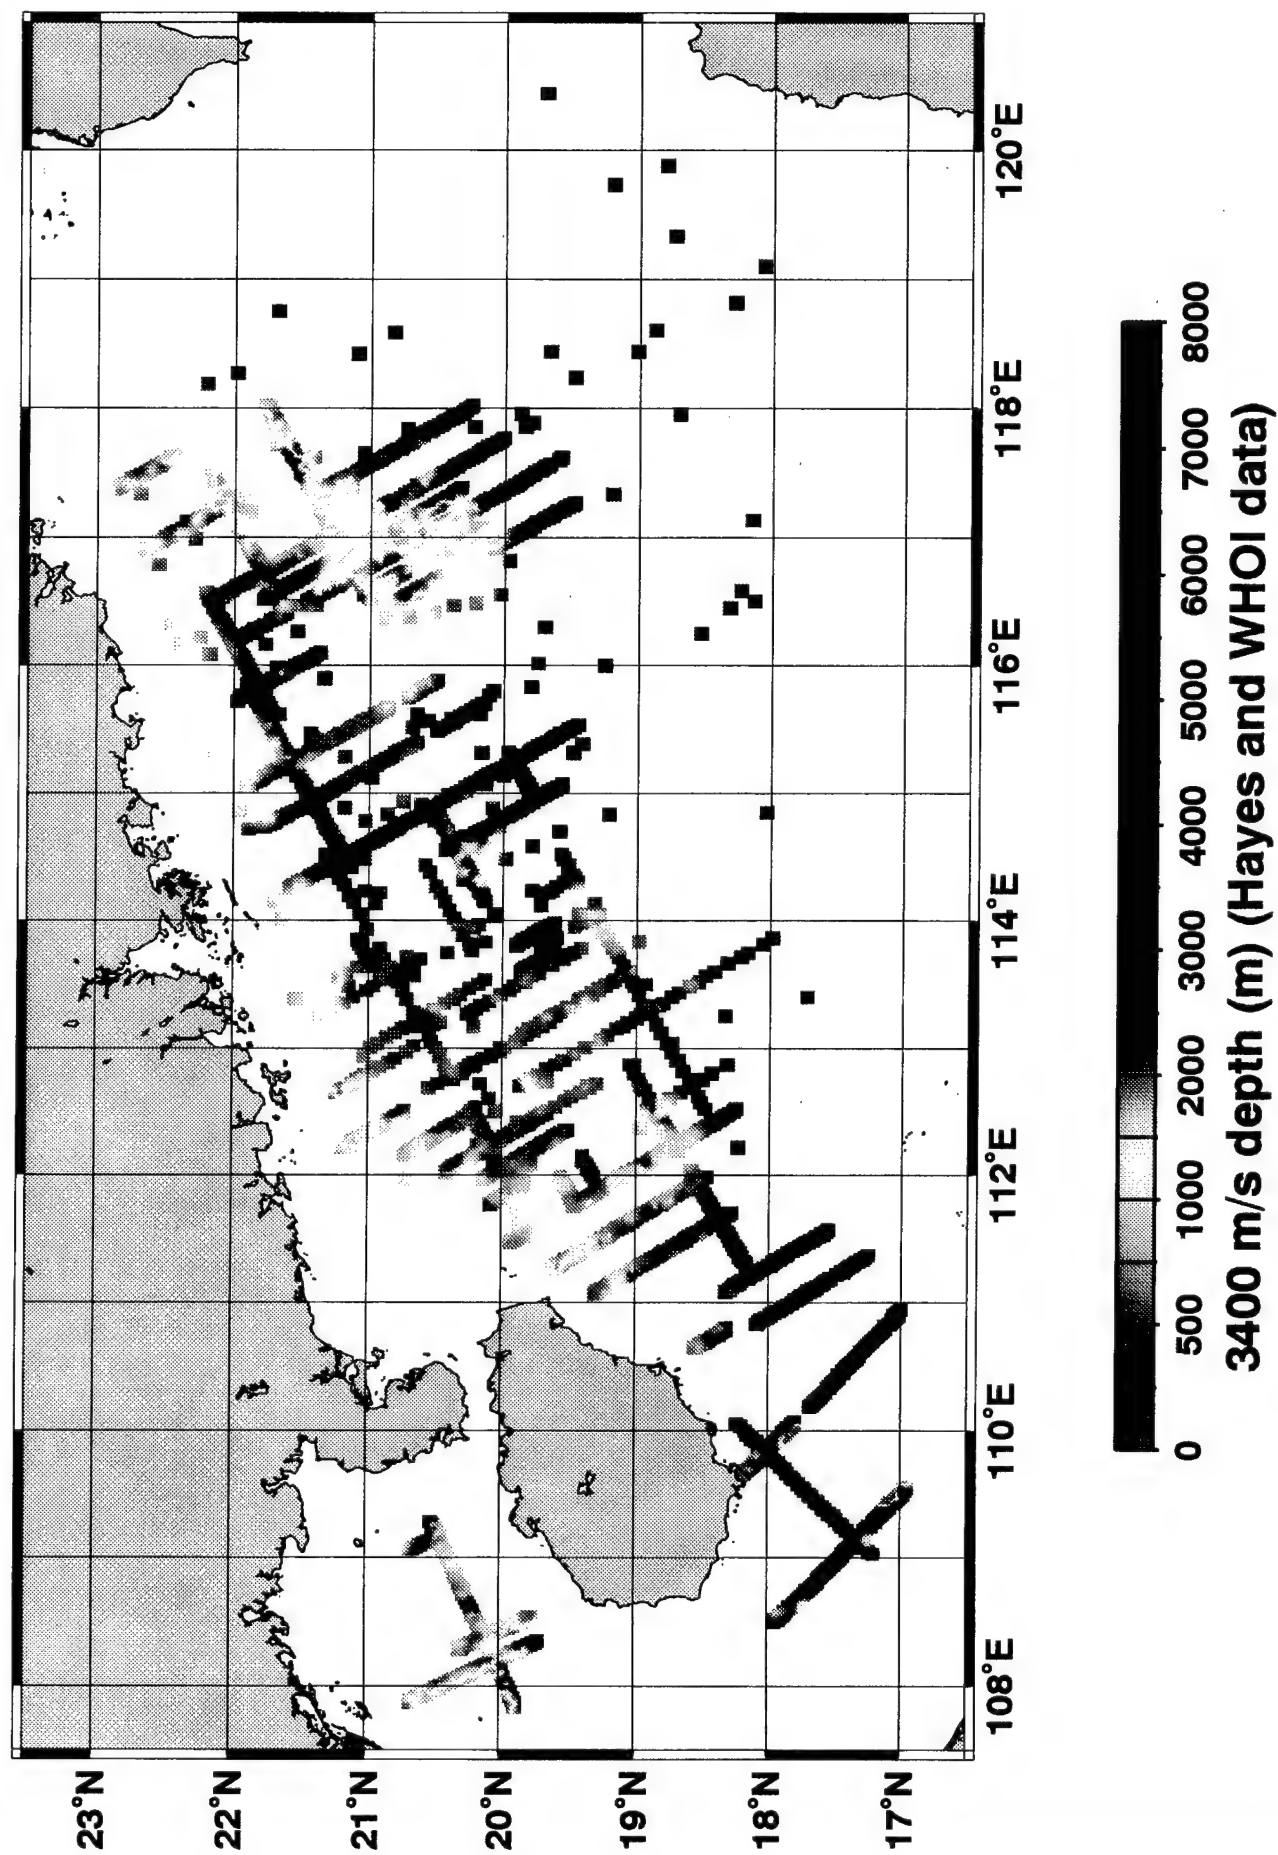 23°N
22°N
21°N
20°N
19°N
18°N
17°N
108°E
110°E
112°E
114°E
116°E
118°E
120°E
0
500
1000
2000
3000
4000
5000
6000
7000
8000
3400 m/s depth (m) (Hayes and WHOI data)